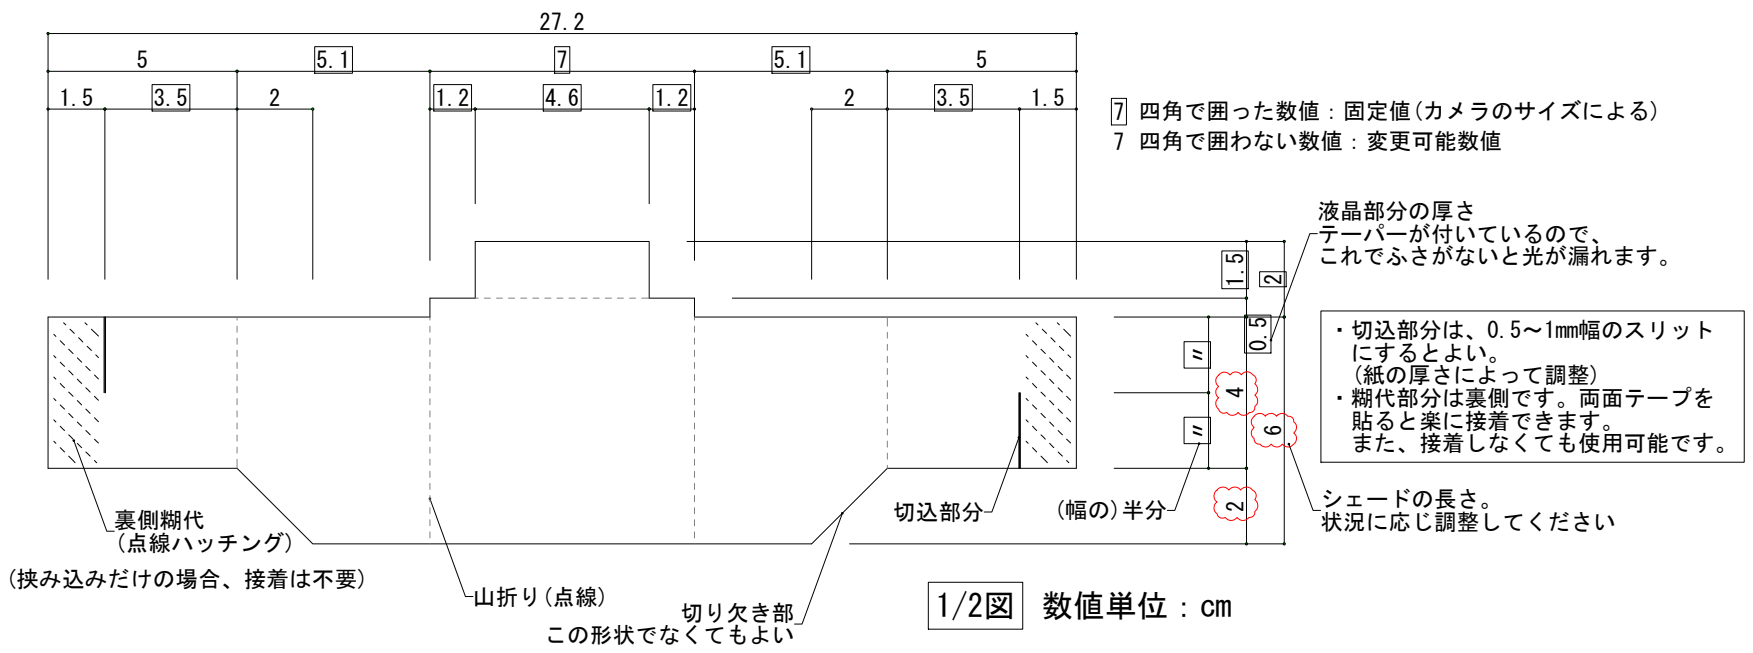 27.2
5
5.1
7
5.1
5
1.5
3.5
2
1.2
4.6
1.2
2
3.5
1.5
7 四角で囲った数値：固定値(カメラのサイズによる)
7 四角で囲わない数値：変更可能数値
液晶部分の厚さ
テーパーが付いているので、
これでふさがないと光が漏れます。
1.5
2
0.5
〃
4
〃
6
2
・切込部分は、0.5～1mm幅のスリット
にするとよい。
(紙の厚さによって調整)
・糊代部分は裏側です。両面テープを
貼ると楽に接着できます。
また、接着しなくても使用可能です。
シェードの長さ。
状況に応じ調整してください
切込部分
(幅の)半分
裏側糊代
(点線ハッチング)
(挟み込みだけの場合、接着は不要)
山折り(点線)
切り欠き部
この形状でなくてもよい
1/2図 数値単位：cm